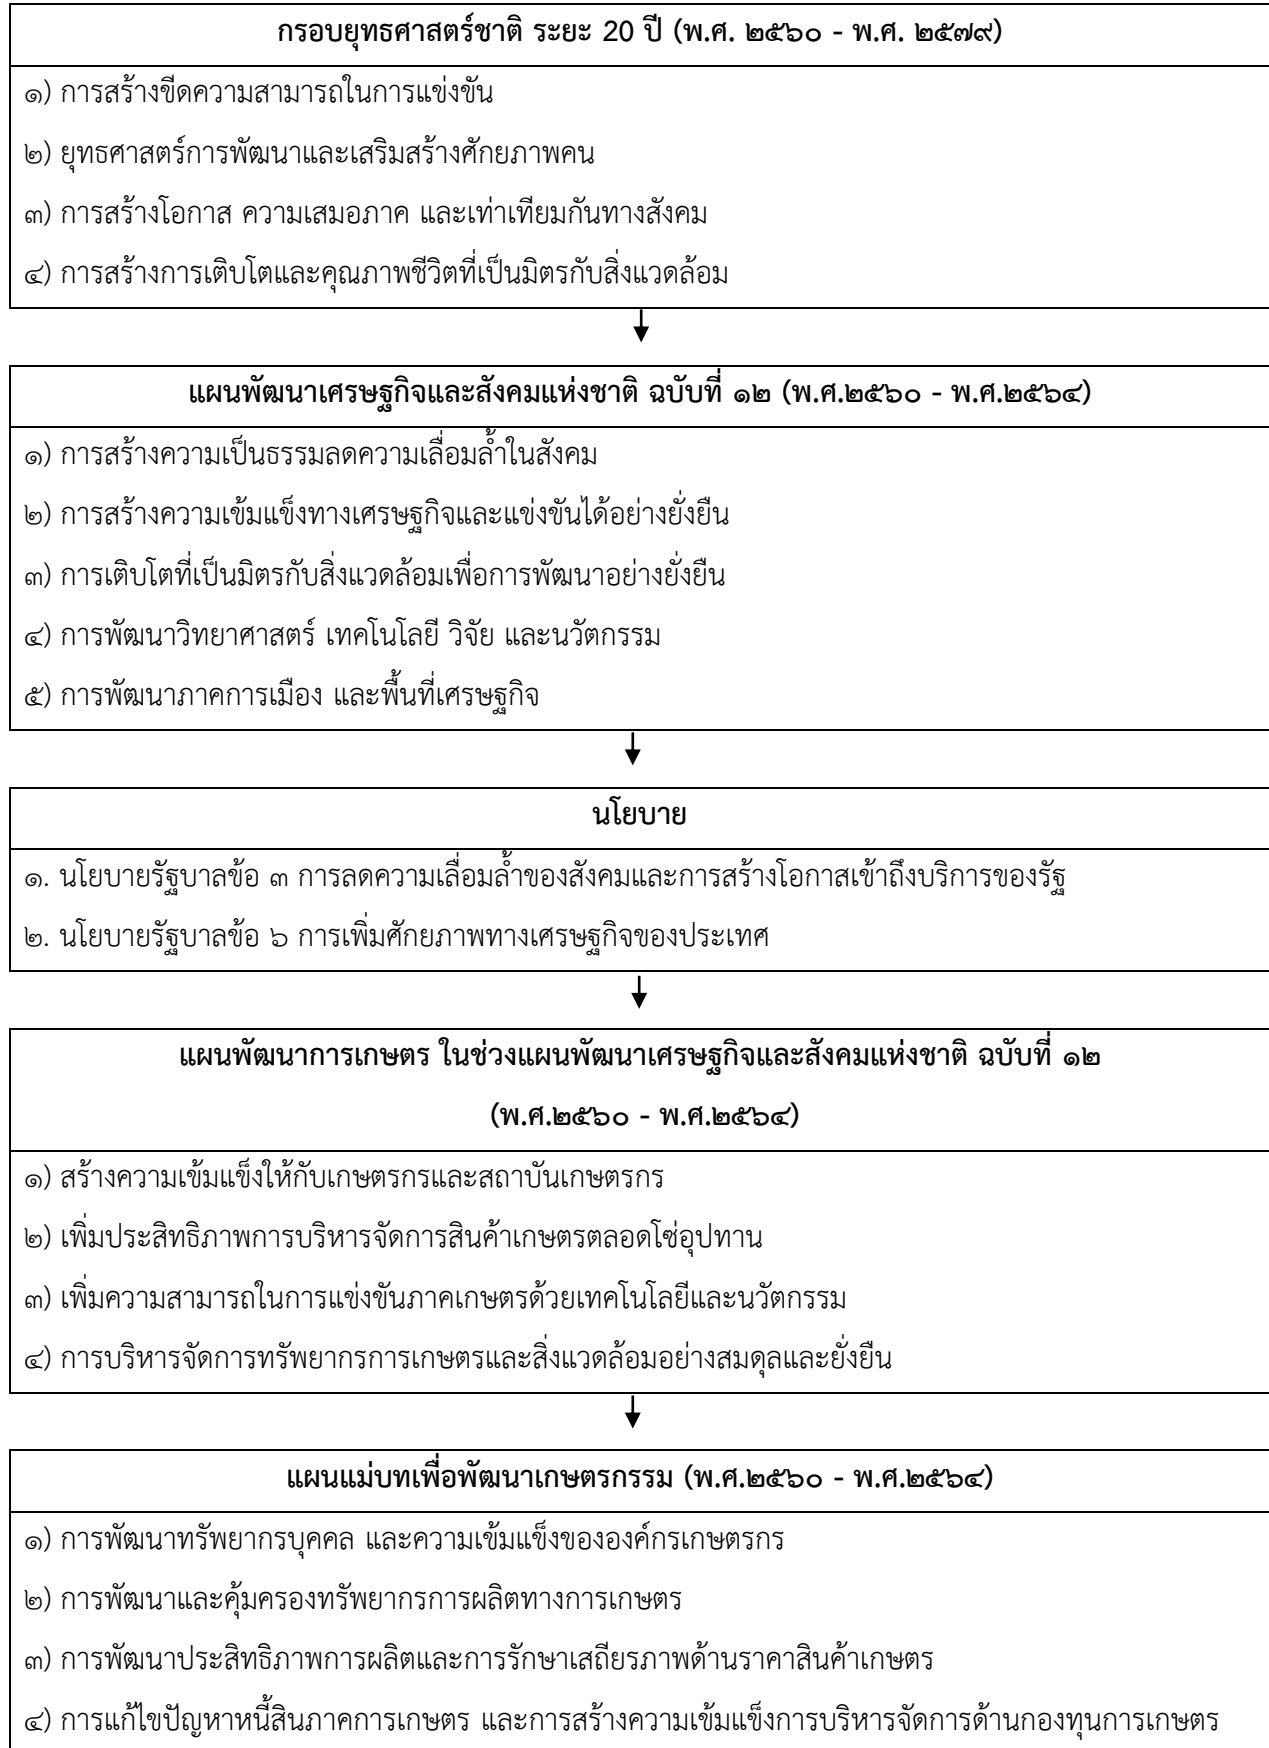 กรอบยุทธศาสตร์ชาติ ระยะ 20 ปี (พ.ศ. ๒๕๖๐ - พ.ศ. ๒๕๗๙)
๑) การสร้างขีดความสามารถในการแข่งขัน
๒) ยุทธศาสตร์การพัฒนาและเสริมสร้างศักยภาพคน
๓) การสร้างโอกาส ความเสมอภาค และเท่าเทียมกันทางสังคม
๔) การสร้างการเติบโตและคุณภาพชีวิตที่เป็นมิตรกับสิ่งแวดล้อม
แผนพัฒนาเศรษฐกิจและสังคมแห่งชาติ ฉบับที่ ๑๒ (พ.ศ.๒๕๖๐ - พ.ศ.๒๕๖๔)
๑) การสร้างความเป็นธรรมลดความเลื่อมล้ำในสังคม
๒) การสร้างความเข้มแข็งทางเศรษฐกิจและแข่งขันได้อย่างยั่งยืน
๓) การเติบโตที่เป็นมิตรกับสิ่งแวดล้อมเพื่อการพัฒนาอย่างยั่งยืน
๔) การพัฒนาวิทยาศาสตร์ เทคโนโลยี วิจัย และนวัตกรรม
๕) การพัฒนาภาคการเมือง และพื้นที่เศรษฐกิจ
นโยบาย
๑. นโยบายรัฐบาลข้อ ๓ การลดความเลื่อมล้ำของสังคมและการสร้างโอกาสเข้าถึงบริการของรัฐ
๒. นโยบายรัฐบาลข้อ ๖ การเพิ่มศักยภาพทางเศรษฐกิจของประเทศ
แผนพัฒนาการเกษตร ในช่วงแผนพัฒนาเศรษฐกิจและสังคมแห่งชาติ ฉบับที่ ๑๒
(พ.ศ.๒๕๖๐ - พ.ศ.๒๕๖๔)
๑) สร้างความเข้มแข็งให้กับเกษตรกรและสถาบันเกษตรกร
๒) เพิ่มประสิทธิภาพการบริหารจัดการสินค้าเกษตรตลอดโซ่อุปทาน
๓) เพิ่มความสามารถในการแข่งขันภาคเกษตรด้วยเทคโนโลยีและนวัตกรรม
๔) การบริหารจัดการทรัพยากรการเกษตรและสิ่งแวดล้อมอย่างสมดุลและยั่งยืน
แผนแม่บทเพื่อพัฒนาเกษตรกรรม (พ.ศ.๒๕๖๐ - พ.ศ.๒๕๖๔)
๑) การพัฒนาทรัพยากรบุคคล และความเข้มแข็งขององค์กรเกษตรกร
๒) การพัฒนาและคุ้มครองทรัพยากรการผลิตทางการเกษตร
๓) การพัฒนาประสิทธิภาพการผลิตและการรักษาเสถียรภาพด้านราคาสินค้าเกษตร
๔) การแก้ไขปัญหาหนี้สินภาคการเกษตร และการสร้างความเข้มแข็งการบริหารจัดการด้านกองทุนการเกษตร